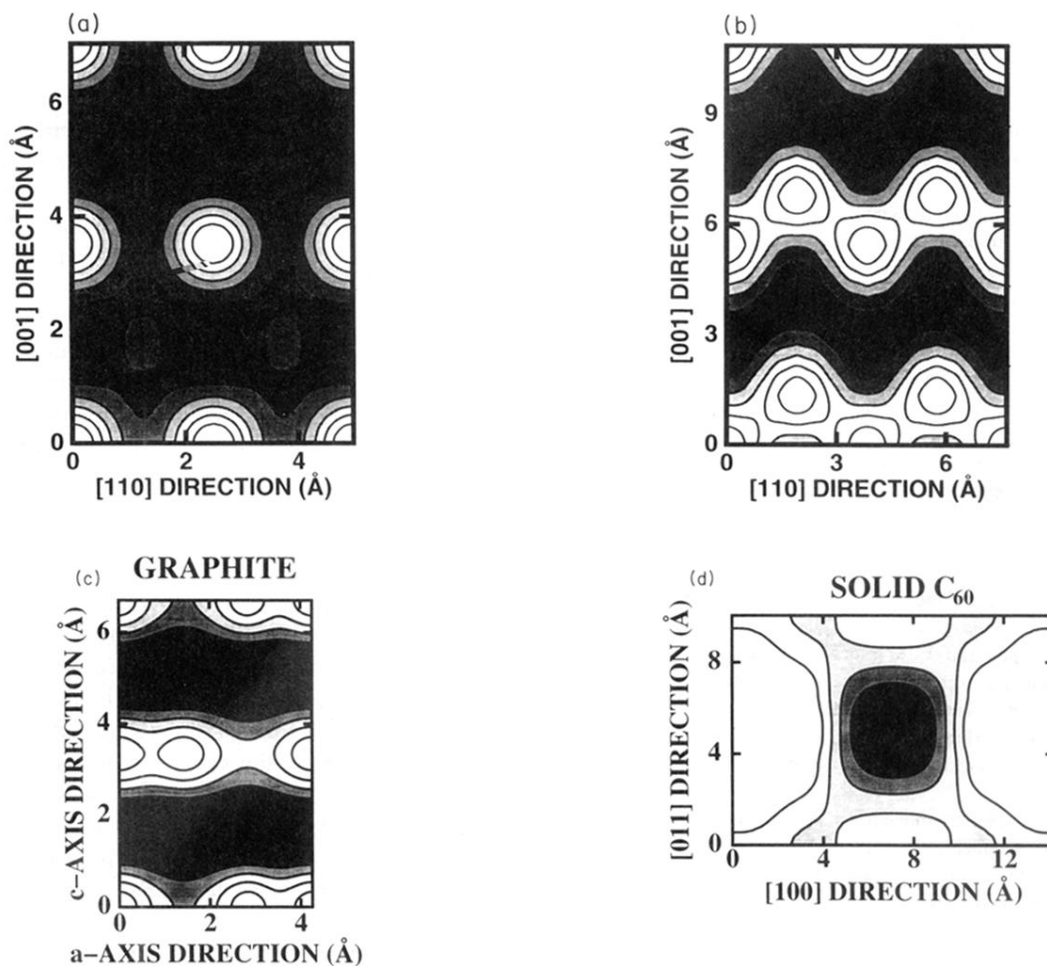 (a)
6
4
2
0
[001] DIRECTION (Å)
0 2 4
[110] DIRECTION (Å)
(b)
9
6
3
0
[001] DIRECTION (Å)
0 3 6
[110] DIRECTION (Å)
(c) GRAPHITE
6
4
2
0
c-AXIS DIRECTION (Å)
0 2 4
a-AXIS DIRECTION (Å)
(d)
SOLID C₆₀
8
4
0
[011] DIRECTION (Å)
0 4 8 12
[100] DIRECTION (Å)